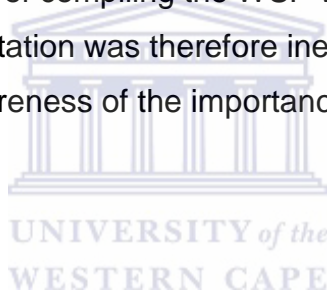 of compiling the WSP
tation was therefore ine
reness of the importanc
UNIVERSITY of the
WESTERN CAPE